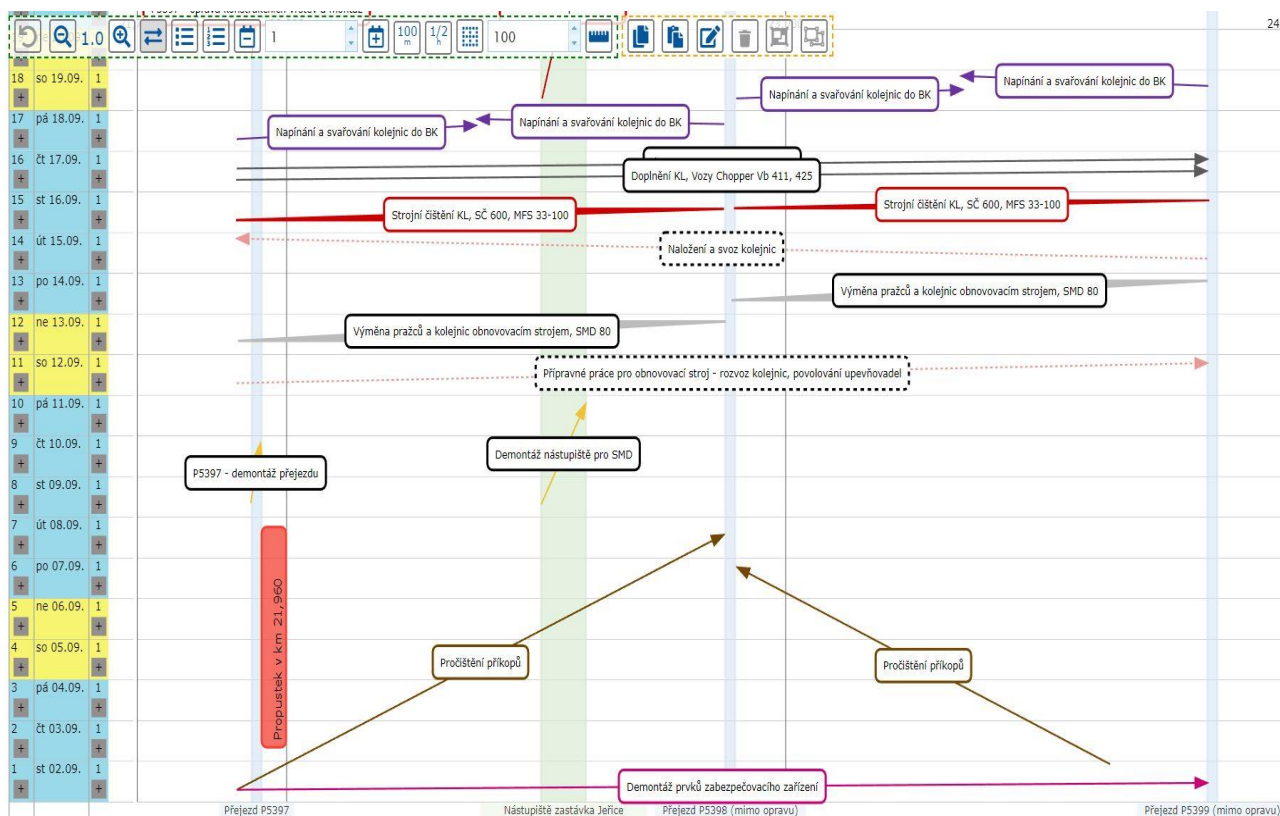 24
1.0
1
100 m
1/2 h
100
18 so 19.09. 1
Napínání a svařování kolejnic do BK
Napínání a svařování kolejnic do BK
17 pá 18.09. 1
Napínání a svařování kolejnic do BK
Napínání a svařování kolejnic do BK
16 čt 17.09. 1
Doplnění KL, Vozy Chopper Vb 411, 425
15 st 16.09. 1
Strojní čištění KL, SČ 600, MFS 33-100
Strojní čištění KL, SČ 600, MFS 33-100
14 út 15.09. 1
Naložení a svoz kolejnic
13 po 14.09. 1
Výměna pražců a kolejnic obnovovacím strojem, SMD 80
12 ne 13.09. 1
Výměna pražců a kolejnic obnovovacím strojem, SMD 80
11 so 12.09. 1
Přípravné práce pro obnovovací stroj - rozvoz kolejnic, povolování upevňovadel
10 pá 11.09. 1
9 čt 10.09. 1
Demontáž nástupiště pro SMD
P5397 - demontáž přejezdu
8 st 09.09. 1
7 út 08.09. 1
6 po 07.09. 1
Propustek v km 21,960
5 ne 06.09. 1
4 so 05.09. 1
Pročištění příkopů
Pročištění příkopů
3 pá 04.09. 1
2 čt 03.09. 1
1 st 02.09. 1
Demontáž prvků zabezpečovacího zařízení
Přejezd P5397
Nástupiště zastávka Jeřice
Přejezd P5398 (mimo opravu)
Přejezd P5399 (mimo opravu)